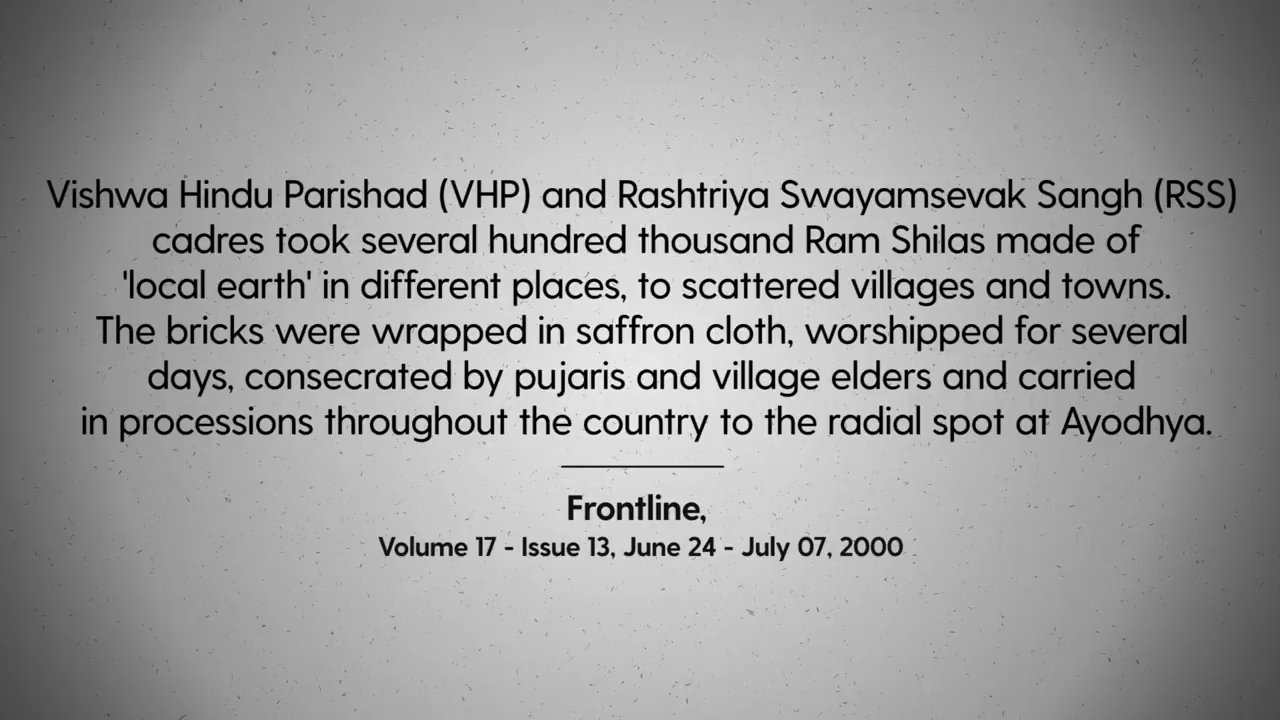 Vishwa Hindu Parishad (VHP) and Rashtriya Swayamsevak Sangh (RSS)
cadres took several hundred thousand Ram Shilas made of
'local earth' in different places, to scattered villages and towns.
The bricks were wrapped in saffron cloth, worshipped for several
days, consecrated by pujaris and village elders and carried
in processions throughout the country to the radial spot at Ayodhya.
Frontline,
Volume 17 - Issue 13, June 24 - July 07, 2000